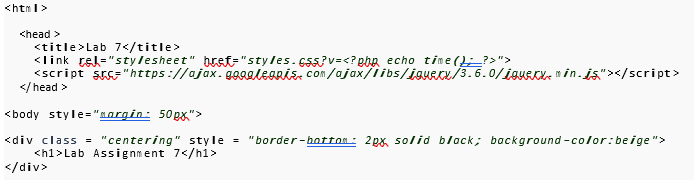 <html>
<head>
<title>Lab 7</title>
<link rel="stylesheet" href="styles.css?v=<?php echo time(); ?>">
<script src="https://ajax.googleapis.com/ajax/libs/jquery/3.6.0/jquery.min.js"></script>
</head>
<body style="margin: 50px">
<div class = "centering" style = "border-bottom: 2px solid black; background-color:beige">
<h1>Lab Assignment 7</h1>
</div>